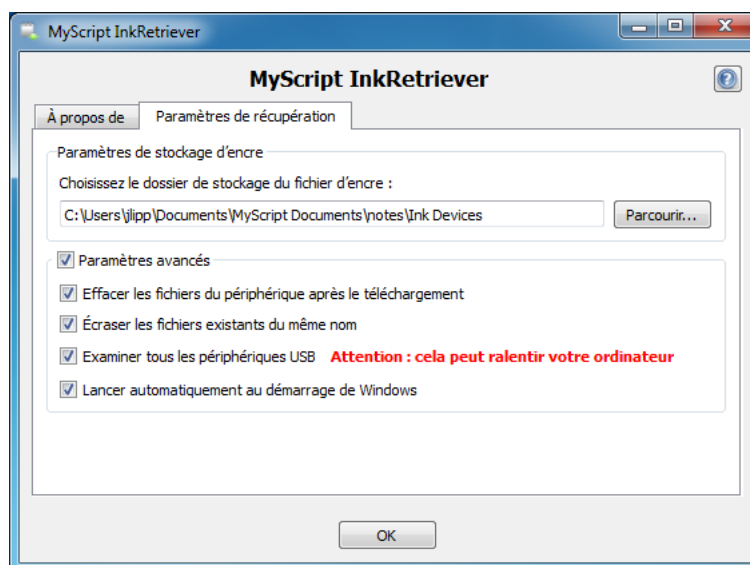 MyScript InkRetriever
MyScript InkRetriever
À propos de
Paramètres de récupération
Paramètres de stockage d'encre
Choisissez le dossier de stockage du fichier d'encre :
C:\Users\jlipp\Documents\MyScript Documents\notes\Ink Devices
Parcourir...
Paramètres avancés
Effacer les fichiers du périphérique après le téléchargement
Écraser les fichiers existants du même nom
Examiner tous les périphériques USB Attention : cela peut ralentir votre ordinateur
Lancer automatiquement au démarrage de Windows
OK